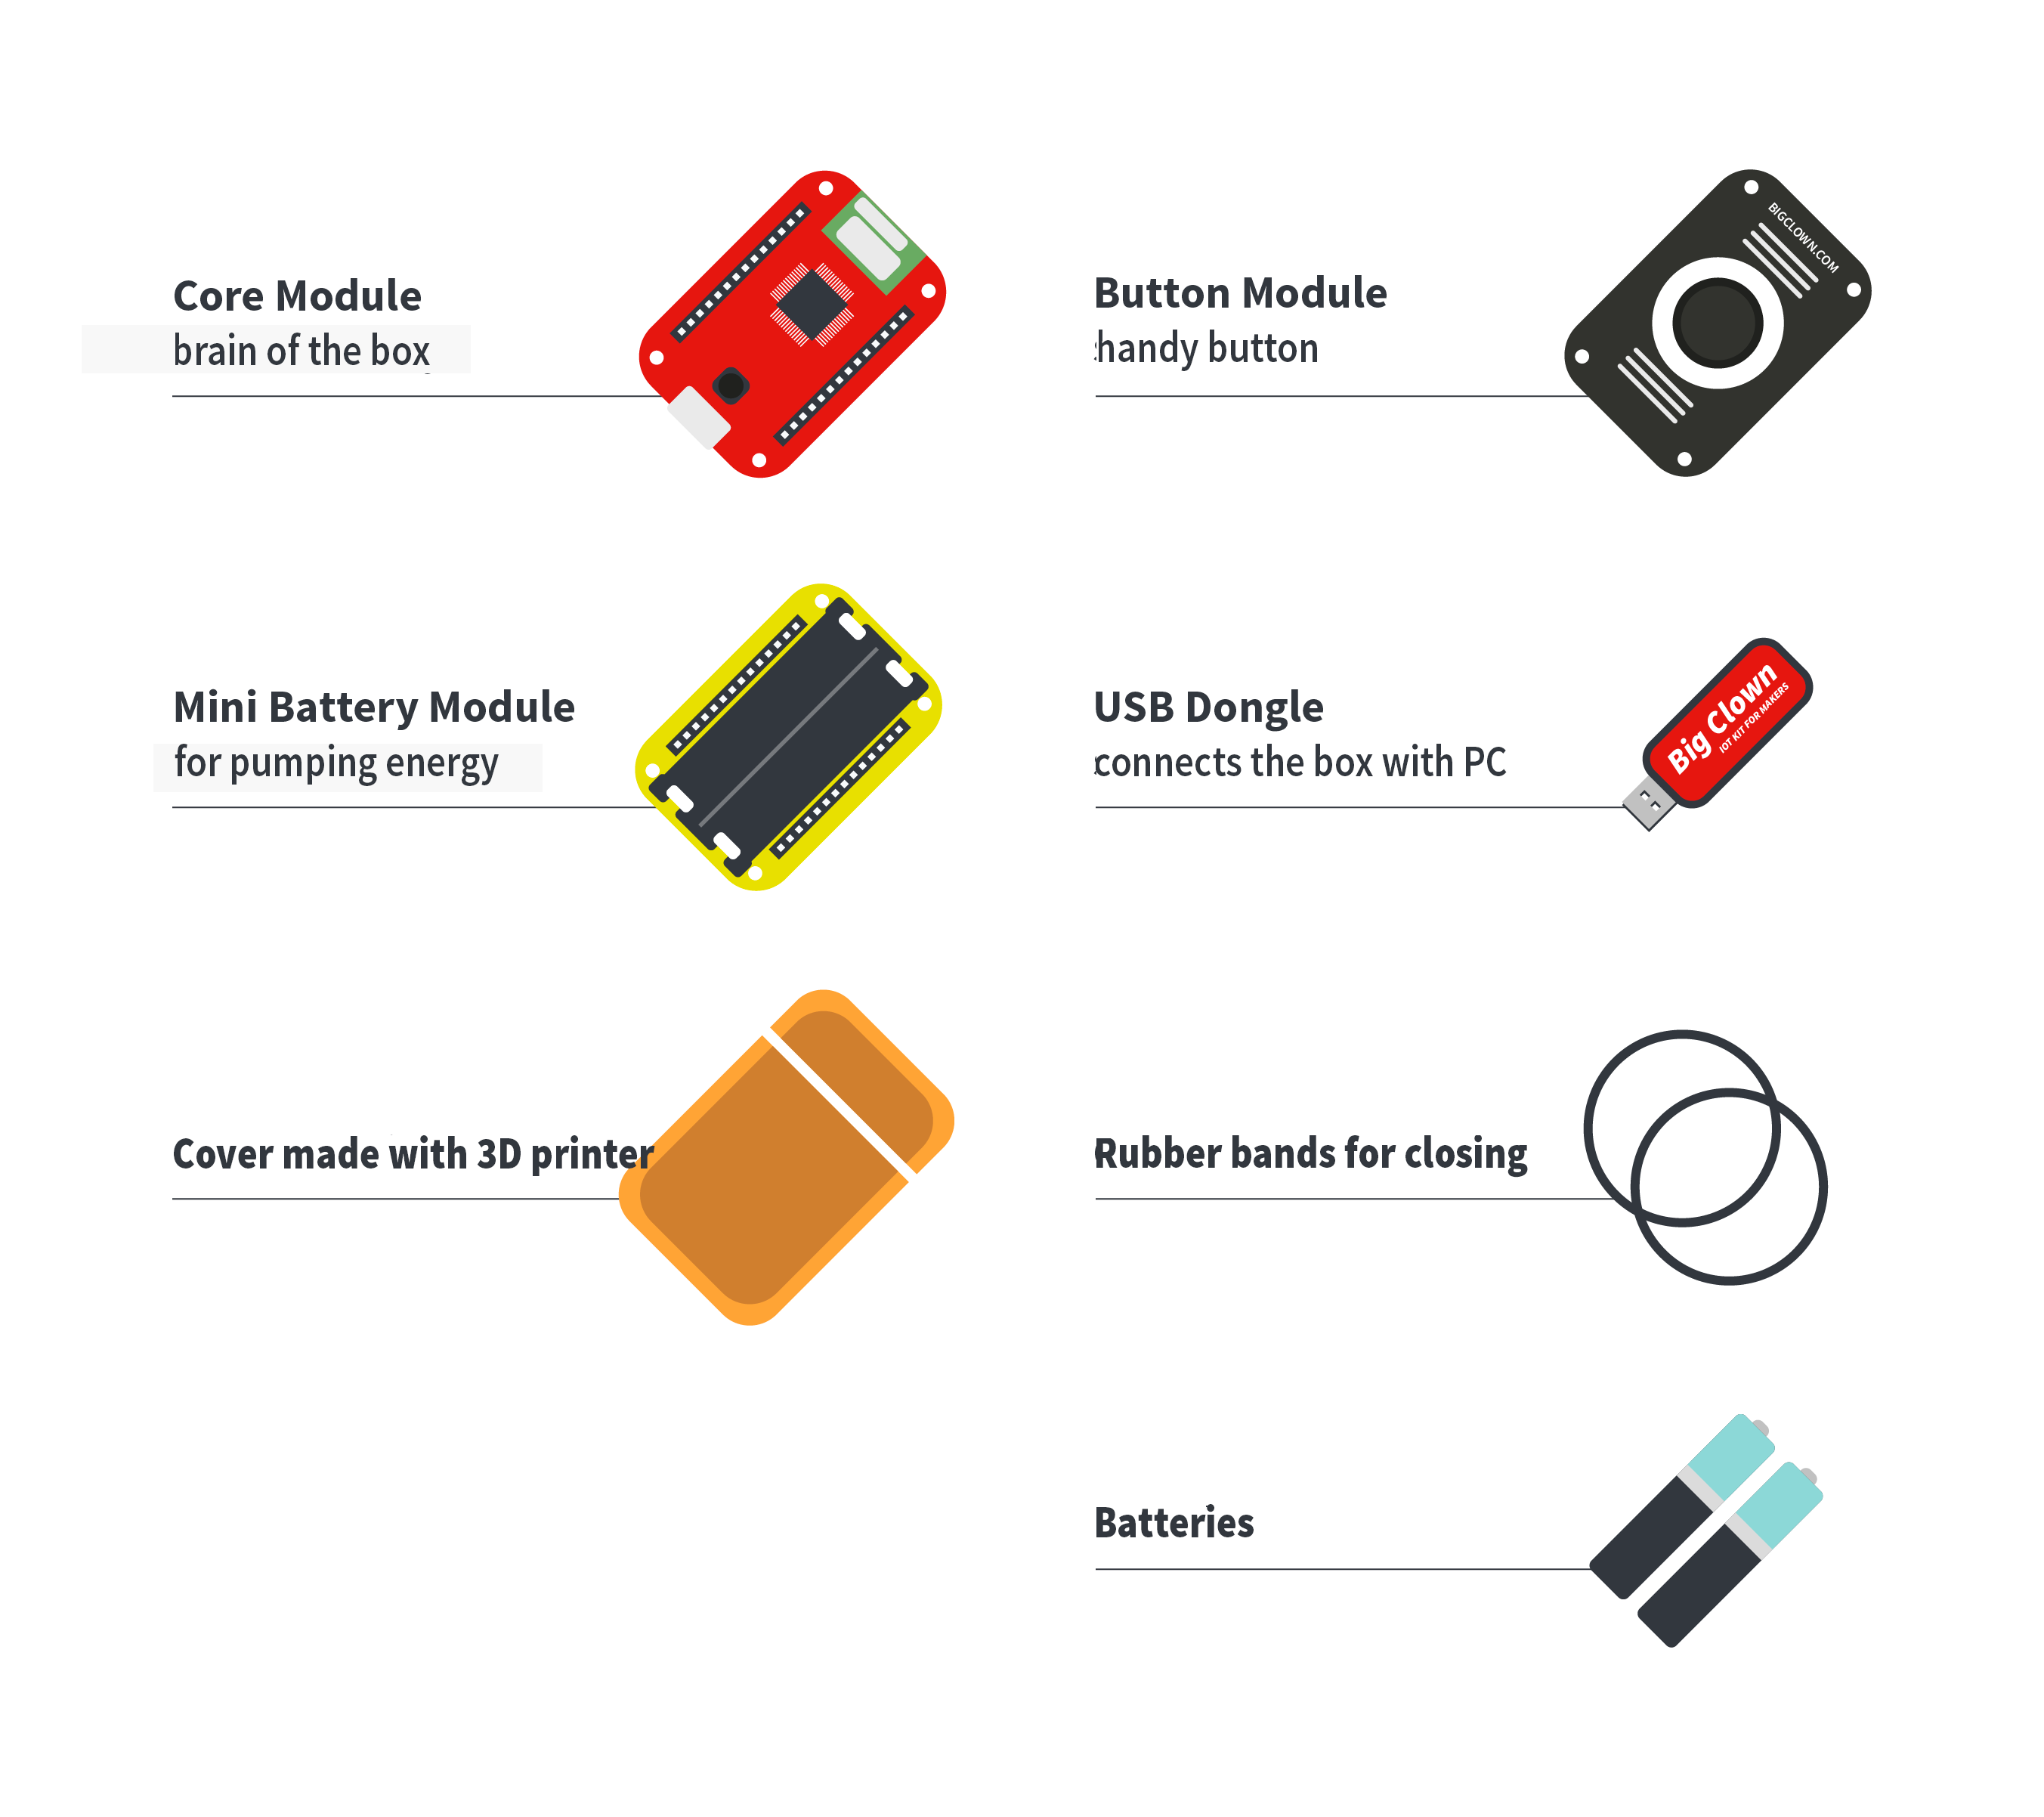 Core Module
brain of the box
Button Module
handy button
BIGCLOWN.COM
Mini Battery Module
for pumping energy
USB Dongle
connects the box with PC
Big Clown
IOT KIT FOR MAKERS
Cover made with 3D printer
Rubber bands for closing
Batteries